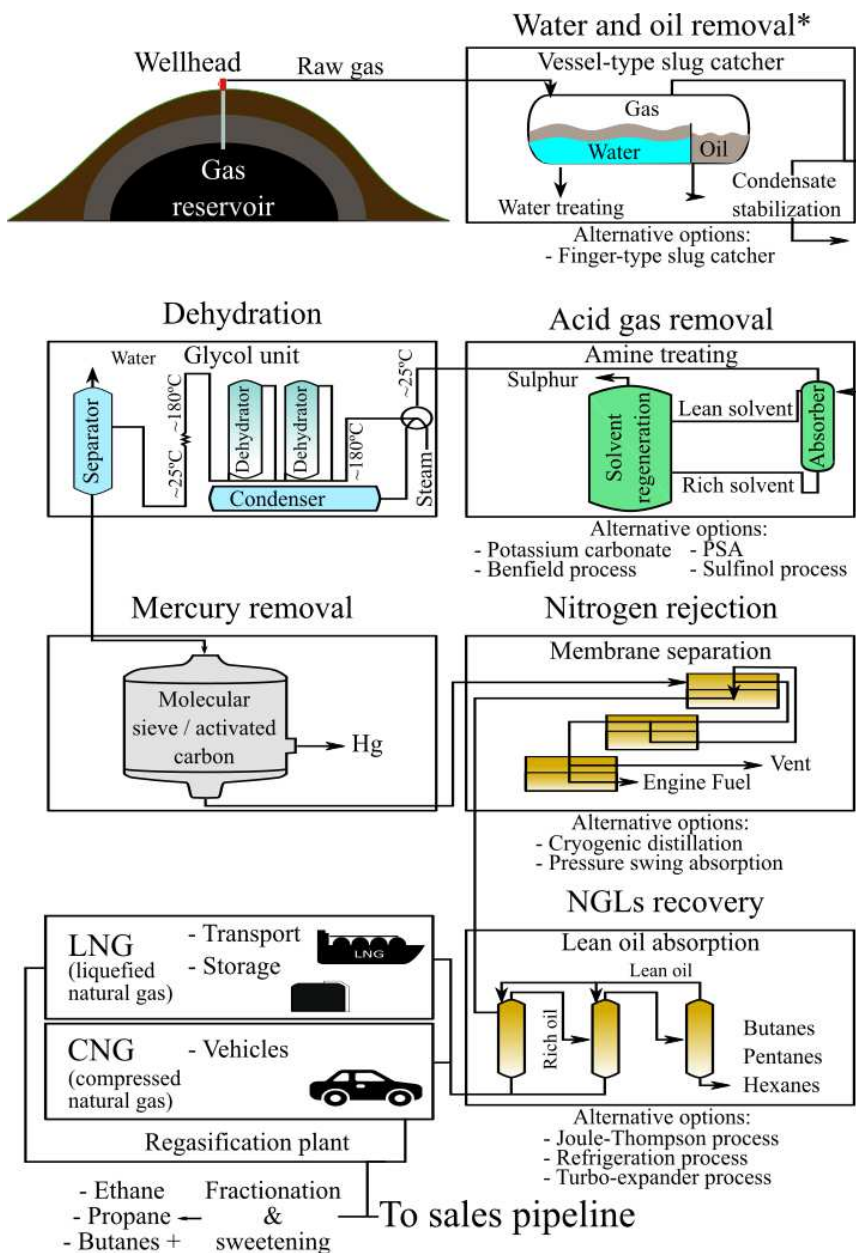 Water and oil removal*
Wellhead
Raw gas
Vessel-type slug catcher
Gas
Water
Oil
Gas
reservoir
Water treating
Condensate
stabilization
Alternative options:
- Finger-type slug catcher
Dehydration
Glycol unit
Water
Separator
~25ºC
~180ºC
Dehydrator
Dehydrator
Condenser
~180ºC
~25ºC
Steam
Acid gas removal
Amine treating
Sulphur
Solvent
regeneration
Lean solvent
Rich solvent
Absorber
Alternative options:
- Potassium carbonate - PSA
- Benfield process - Sulfinol process
Mercury removal
Molecular
sieve / activated
carbon
Hg
Nitrogen rejection
Membrane separation
Vent
Engine Fuel
Alternative options:
- Cryogenic distillation
- Pressure swing absorption
NGLs recovery
Lean oil absorption
Lean oil
Rich oil
Butanes
Pentanes
Hexanes
Alternative options:
- Joule-Thompson process
- Refrigeration process
- Turbo-expander process
LNG
(liquefied
natural gas)
- Transport
- Storage
LNG
CNG
(compressed
natural gas)
- Vehicles
Regasification plant
- Ethane
- Propane
- Butanes +
Fractionation
&
sweetening
To sales pipeline